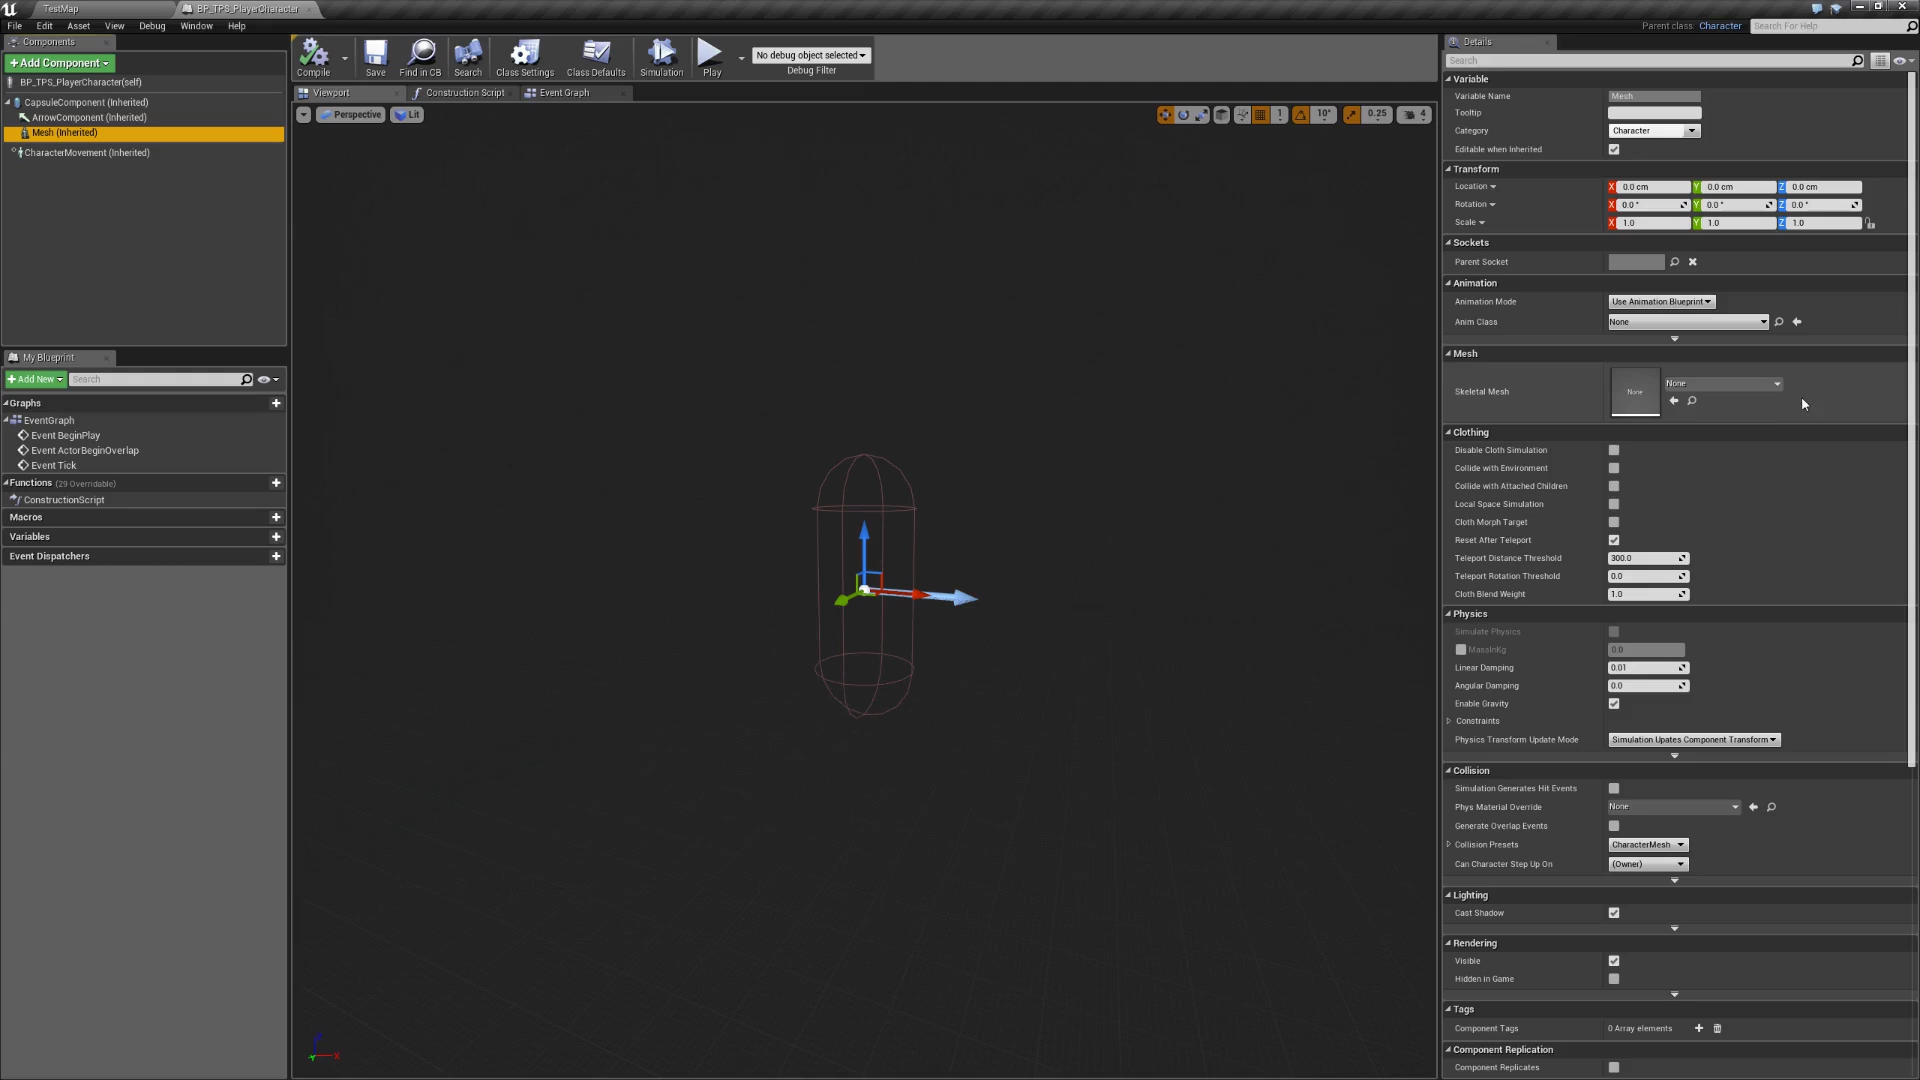 TestMap
BP_TPS_PlayerCharacter
File Edit Asset View Debug Window Help
Parent class: Character
Search For Help
Components
+Add Component
BP_TPS_PlayerCharacter(self)
CapsuleComponent (Inherited)
ArrowComponent (Inherited)
Mesh (Inherited)
CharacterMovement (Inherited)
My Blueprint
+Add New
Search
Graphs
EventGraph
Event BeginPlay
Event ActorBeginOverlap
Event Tick
Functions (29 Overridable)
ConstructionScript
Macros
Variables
Event Dispatchers
Compile
Save
Find in CB
Search
Class Settings
Class Defaults
Simulation
Play
No debug object selected
Debug Filter
Viewport
Construction Script
Event Graph
Perspective
Lit
1
10°
0.25
4
X
Details
Search
Variable
Variable Name Mesh
Tooltip
Category Character
Editable when Inherited
Transform
Location X 0.0 cm Y 0.0 cm Z 0.0 cm
Rotation X 0.0 ° Y 0.0 ° Z 0.0 °
Scale X 1.0 Y 1.0 Z 1.0
Sockets
Parent Socket
Animation
Animation Mode Use Animation Blueprint
Anim Class None
Mesh
Skeletal Mesh None None
Clothing
Disable Cloth Simulation
Collide with Environment
Collide with Attached Children
Local Space Simulation
Cloth Morph Target
Reset After Teleport
Teleport Distance Threshold 300.0
Teleport Rotation Threshold 0.0
Cloth Blend Weight 1.0
Physics
Simulate Physics
MassInKg 0.0
Linear Damping 0.01
Angular Damping 0.0
Enable Gravity
Constraints
Physics Transform Update Mode Simulation Upates Component Transform
Collision
Simulation Generates Hit Events
Phys Material Override None
Generate Overlap Events
Collision Presets CharacterMesh
Can Character Step Up On (Owner)
Lighting
Cast Shadow
Rendering
Visible
Hidden in Game
Tags
Component Tags 0 Array elements
Component Replication
Component Replicates